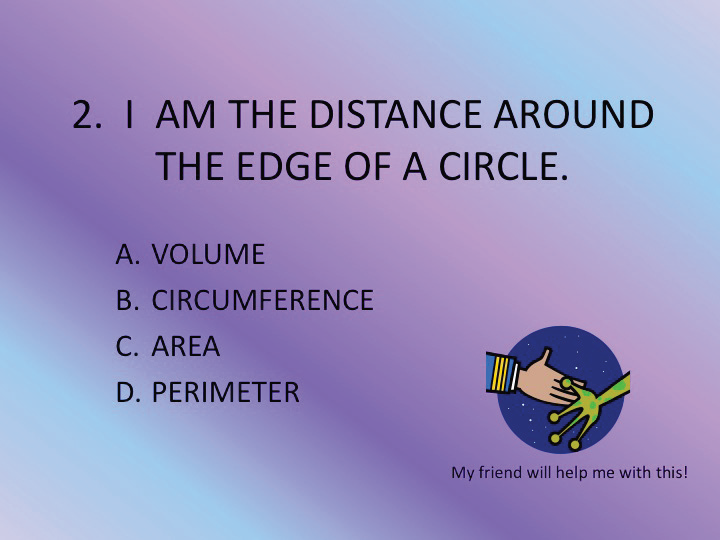 2. I AM THE DISTANCE AROUND
THE EDGE OF A CIRCLE.
A. VOLUME
B. CIRCUMFERENCE
C. AREA
D. PERIMETER
My friend will help me with this!